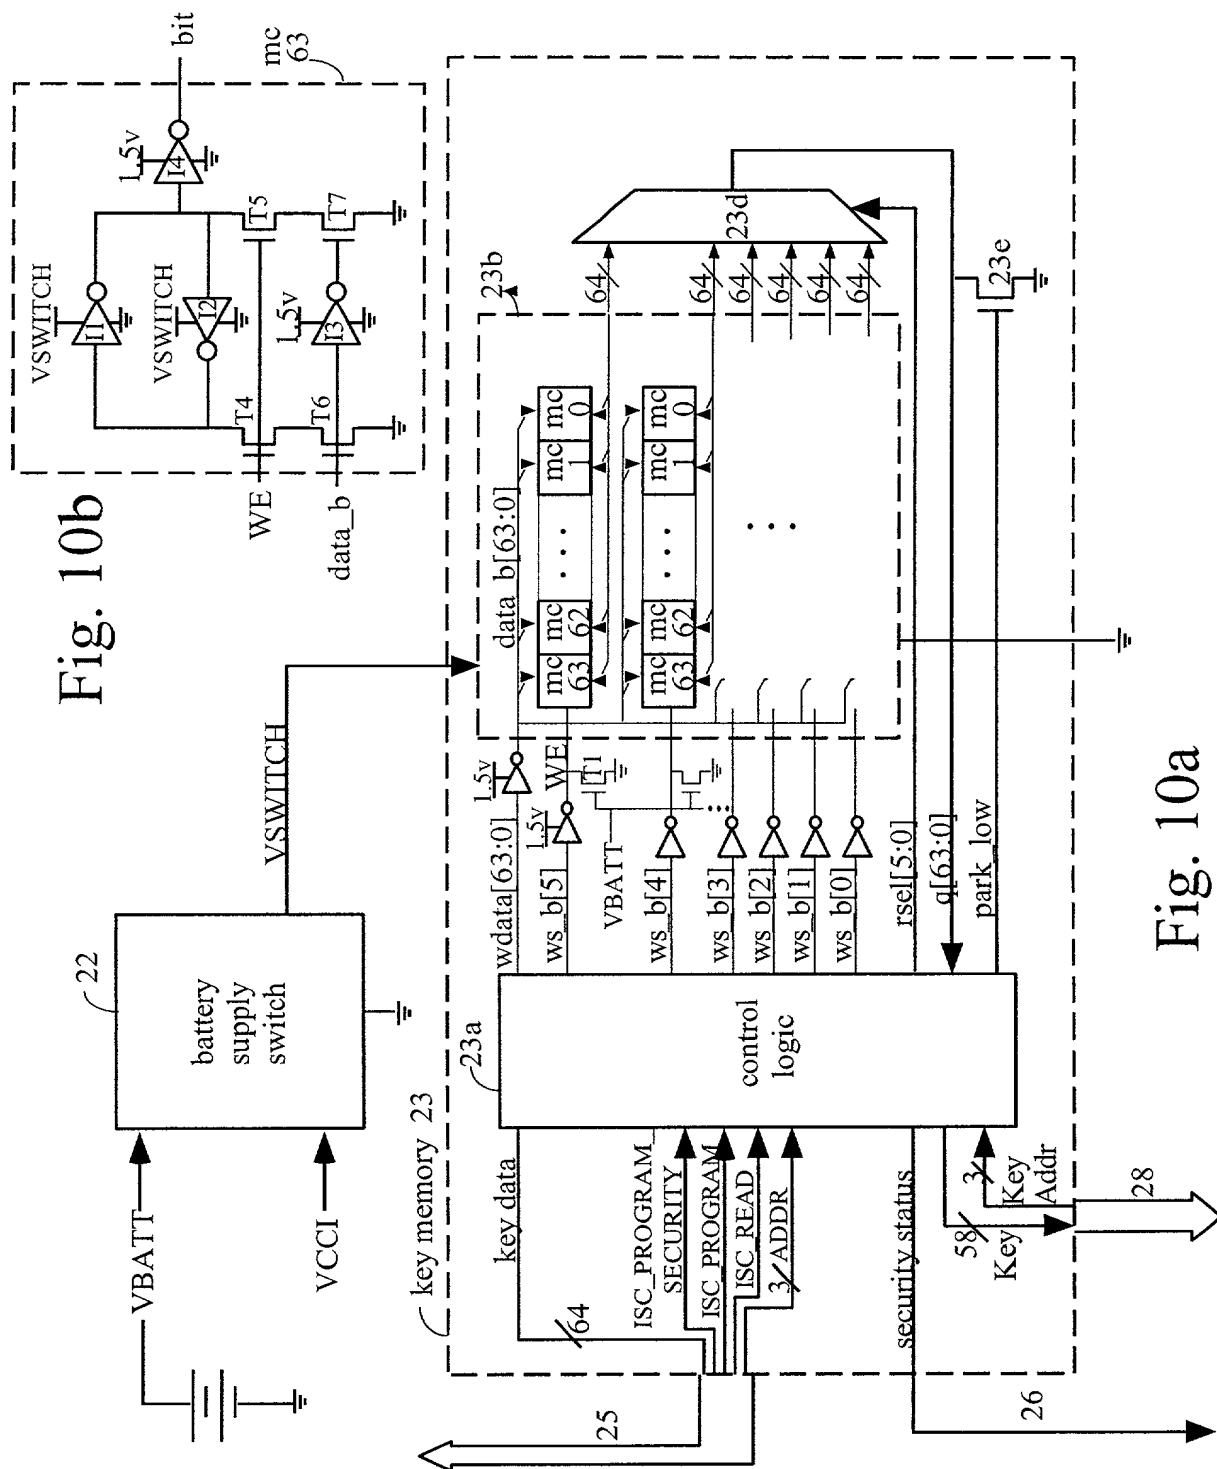 Fig. 10b
VSWITCH
I1
VSWITCH
I2
1.5v
I4
bit
mc
63
T4
T5
WE
T6
1.5v
I3
T7
data_b
VBATT
VCCI
22
battery
supply
switch
VSWITCH
key memory 23
25
64
key data
ISC_PROGRAM_
SECURITY
ISC_PROGRAM
ISC_READ
3
ADDR
security status
26
58
Key
3
Key
Addr
28
23a
control
logic
wdata[63:0]
1.5v
ws_b[5]
1.5v
WE
T1
VBATT
ws_b[4]
ws_b[3]
ws_b[2]
ws_b[1]
ws_b[0]
rsel[5:0]
q[63:0]
park_low
data_b[63:0]
mc
63
mc
62
mc
1
mc
0
mc
63
mc
62
mc
1
mc
0
23b
64
64
64
64
64
64
23d
23e
Fig. 10a